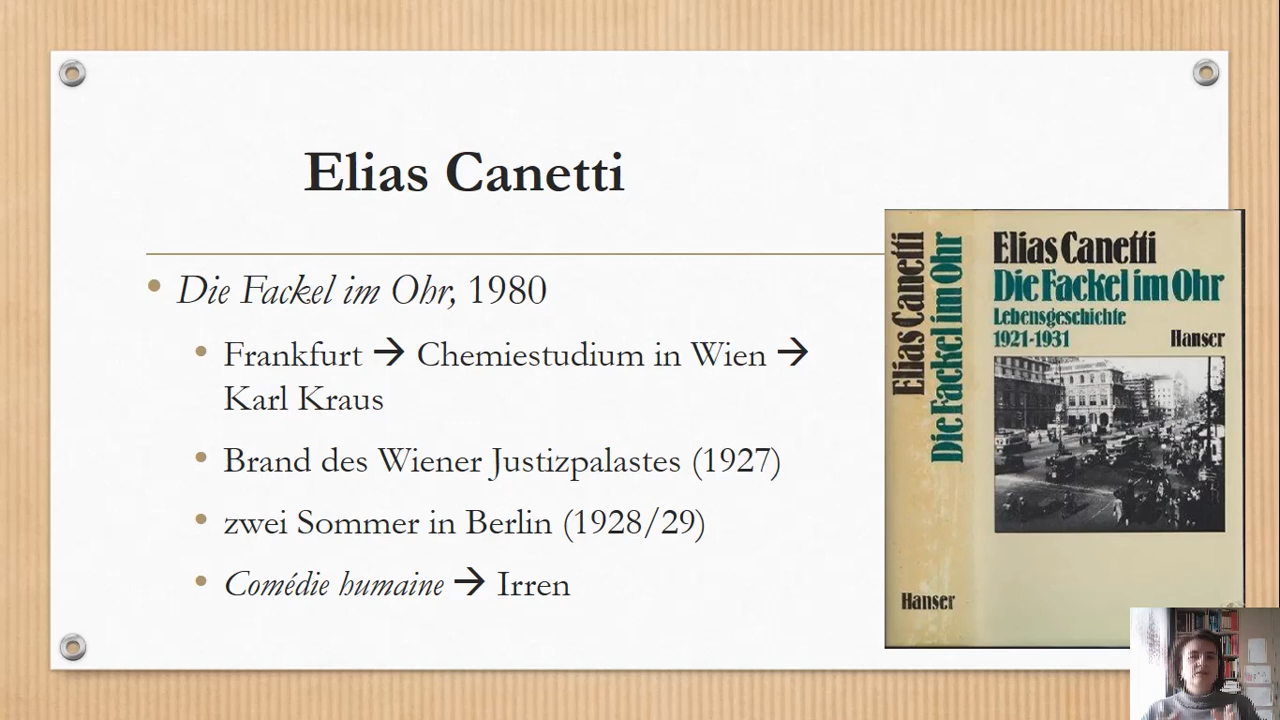 Elias Canetti
Die Fackel im Ohr, 1980
Frankfurt → Chemiestudium in Wien →
Karl Kraus
Brand des Wiener Justizpalastes (1927)
zwei Sommer in Berlin (1928/29)
Comédie humaine → Irren
Elias Canetti
Die Fackel im Ohr
Hanser
Elias Canetti
Die Fackel im Ohr
Lebensgeschichte
1921-1931 Hanser